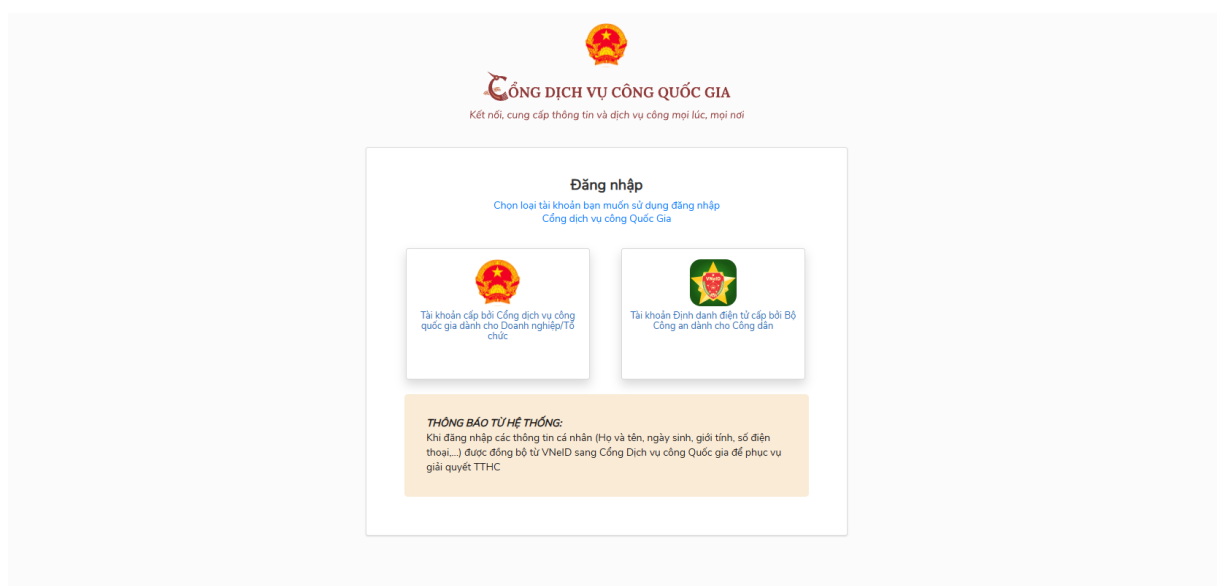 CỔNG DỊCH VỤ CÔNG QUỐC GIA
Kết nối, cung cấp thông tin và dịch vụ công mọi lúc, mọi nơi
Đăng nhập
Chọn loại tài khoản bạn muốn sử dụng đăng nhập
Cổng dịch vụ công Quốc Gia
Tài khoản cấp bởi Cổng dịch vụ công
quốc gia dành cho Doanh nghiệp/Tổ
chức
VNeID
Tài khoản Định danh điện tử cấp bởi Bộ
Công an dành cho Công dân
THÔNG BÁO TỪ HỆ THỐNG:
Khi đăng nhập các thông tin cá nhân (Họ và tên, ngày sinh, giới tính, số điện
thoại,...) được đồng bộ từ VNeID sang Cổng Dịch vụ công Quốc gia để phục vụ
giải quyết TTHC